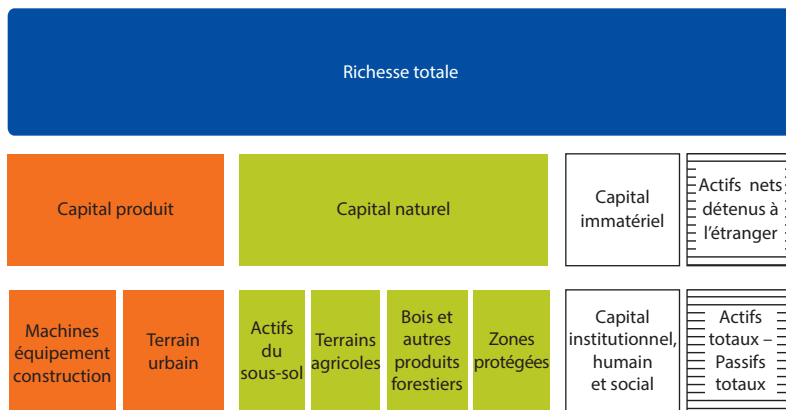 Richesse totale
Capital produit
Capital naturel
Capital
immatériel
Actifs nets
détenus à
l'étranger
Machines
équipement
construction
Terrain
urbain
Actifs
du
sous-sol
Terrains
agricoles
Bois et
autres
produits
forestiers
Zones
protégées
Capital
institutionnel,
humain
et social
Actifs
totaux –
Passifs
totaux